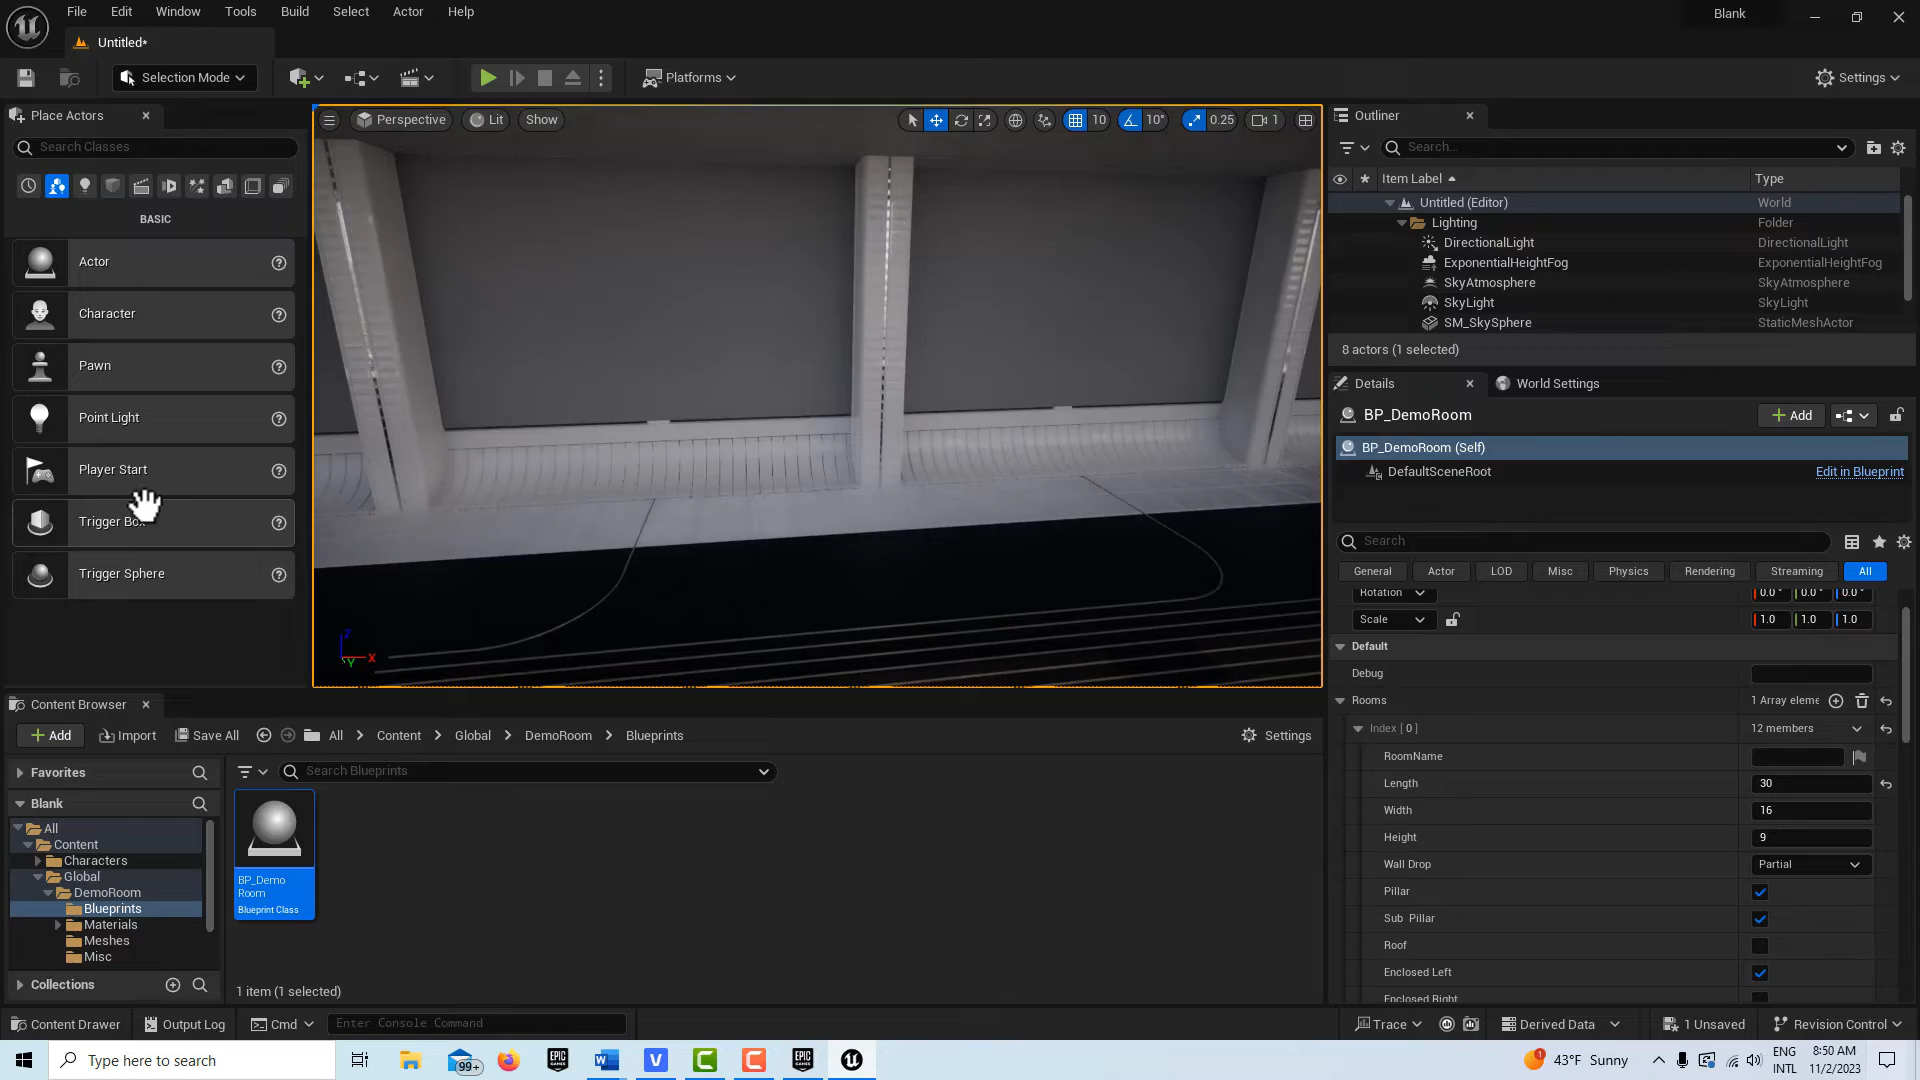 File Edit Window Tools Build Select Actor Help Blank
Untitled*
Selection Mode Platforms Settings
Place Actors
Search Classes
BASIC
Actor
Character
Pawn
Point Light
Player Start
Trigger Box
Trigger Sphere
Perspective Lit Show 10 10° 0.25 1
Z
X
Y
Outliner
Search...
Item Label Type
Untitled (Editor) World
Lighting Folder
DirectionalLight DirectionalLight
ExponentialHeightFog ExponentialHeightFog
SkyAtmosphere SkyAtmosphere
SkyLight SkyLight
SM_SkySphere StaticMeshActor
8 actors (1 selected)
Details World Settings
BP_DemoRoom Add
BP_DemoRoom (Self)
DefaultSceneRoot Edit in Blueprint
Search
General Actor LOD Misc Physics Rendering Streaming All
Rotation 0.0° 0.0° 0.0°
Scale 1.0 1.0 1.0
Default
Debug
Rooms 1 Array eleme
Index [ 0 ] 12 members
RoomName
Length 30
Width 16
Height 9
Wall Drop Partial
Pillar
Sub Pillar
Roof
Enclosed Left
Enclosed Right
Content Browser
Add Import Save All All Content Global DemoRoom Blueprints Settings
Favorites
Search Blueprints
Blank
All
Content
Characters
Global
DemoRoom
Blueprints
Materials
Meshes
Misc
Collections
BP_Demo
Room
Blueprint Class
1 item (1 selected)
Content Drawer Output Log Cmd Enter Console Command Trace Derived Data 1 Unsaved Revision Control
Type here to search 99+ EPIC GAMES EPIC GAMES 1 43°F Sunny ENG INTL 8:50 AM 11/2/2023